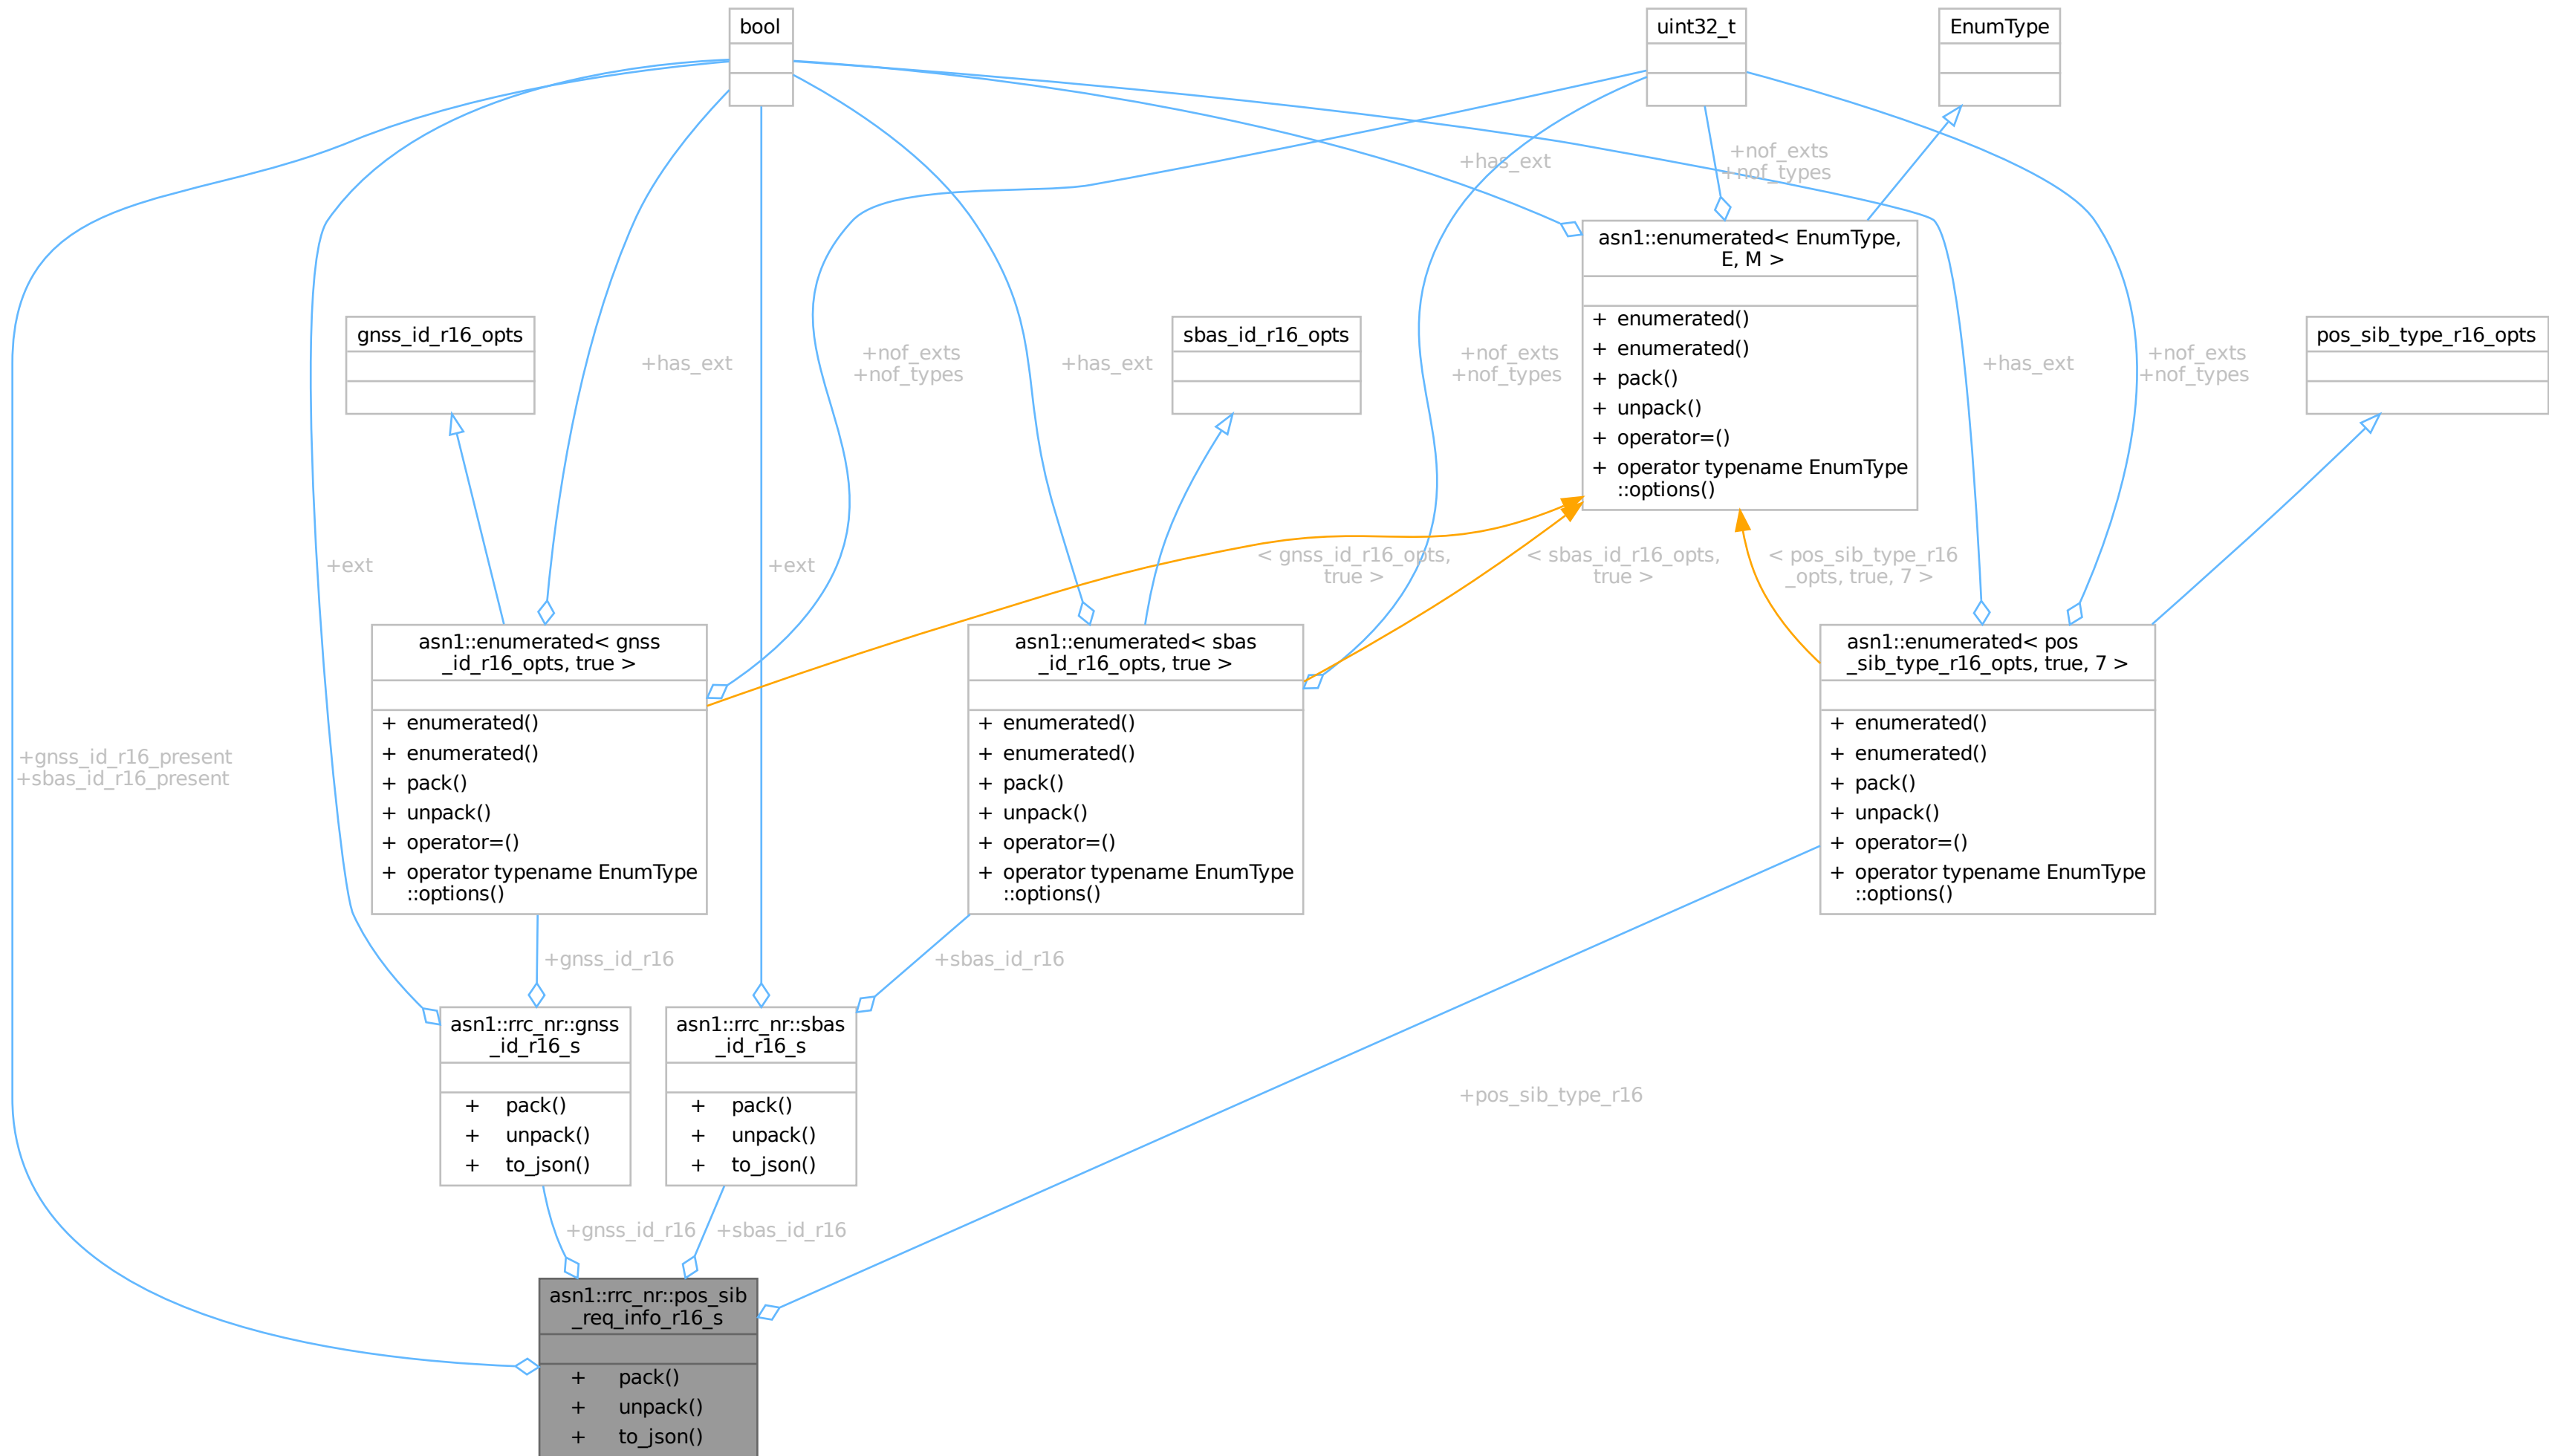 bool
uint32_t
EnumType
+has_ext
+nof_exts
+nof_types
asn1::enumerated< EnumType,
E, M >
+ enumerated()
+ enumerated()
+ pack()
+ unpack()
+ operator=()
+ operator typename EnumType
::options()
gnss_id_r16_opts
+has_ext
+nof_exts
+nof_types
+has_ext
sbas_id_r16_opts
+nof_exts
+nof_types
+has_ext
+nof_exts
+nof_types
pos_sib_type_r16_opts
+ext
+ext
< gnss_id_r16_opts,
true >
< sbas_id_r16_opts,
true >
< pos_sib_type_r16
_opts, true, 7 >
asn1::enumerated< gnss
_id_r16_opts, true >
+ enumerated()
+ enumerated()
+ pack()
+ unpack()
+ operator=()
+ operator typename EnumType
::options()
asn1::enumerated< sbas
_id_r16_opts, true >
+ enumerated()
+ enumerated()
+ pack()
+ unpack()
+ operator=()
+ operator typename EnumType
::options()
asn1::enumerated< pos
_sib_type_r16_opts, true, 7 >
+ enumerated()
+ enumerated()
+ pack()
+ unpack()
+ operator=()
+ operator typename EnumType
::options()
+gnss_id_r16_present
+sbas_id_r16_present
+gnss_id_r16
+sbas_id_r16
asn1::rrc_nr::gnss
_id_r16_s
+ pack()
+ unpack()
+ to_json()
asn1::rrc_nr::sbas
_id_r16_s
+ pack()
+ unpack()
+ to_json()
+pos_sib_type_r16
+gnss_id_r16
+sbas_id_r16
asn1::rrc_nr::pos_sib
_req_info_r16_s
+ pack()
+ unpack()
+ to_json()